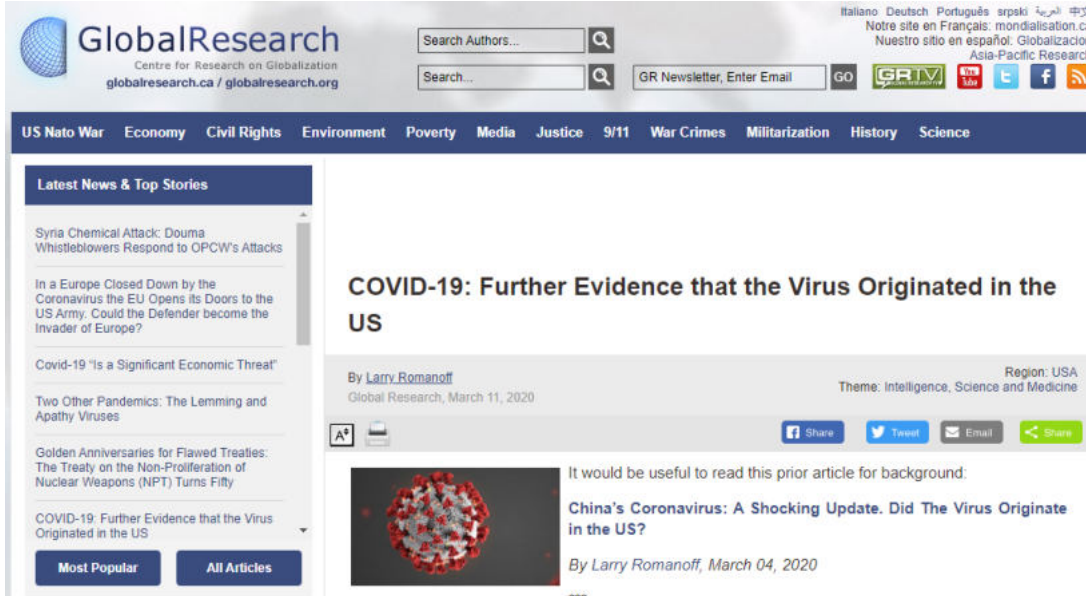 GlobalResearch
Centre for Research on Globalization
globalresearch.ca / globalresearch.org
Search Authors...
Search...
GR Newsletter, Enter Email
GO
Italiano Deutsch Português srpski العربية 中文
Notre site en Français: mondialisation.c
Nuestro sitio en español: Globalizacion
Asia-Pacific Research
GRTV
You Tube
US Nato War Economy Civil Rights Environment Poverty Media Justice 9/11 War Crimes Militarization History Science
Latest News & Top Stories
Syria Chemical Attack: Douma
Whistleblowers Respond to OPCW's Attacks
In a Europe Closed Down by the
Coronavirus the EU Opens its Doors to the
US Army. Could the Defender become the
Invader of Europe?
Covid-19 "Is a Significant Economic Threat"
Two Other Pandemics: The Lemming and
Apathy Viruses
Golden Anniversaries for Flawed Treaties:
The Treaty on the Non-Proliferation of
Nuclear Weapons (NPT) Turns Fifty
COVID-19: Further Evidence that the Virus
Originated in the US
Most Popular
All Articles
COVID-19: Further Evidence that the Virus Originated in the
US
By Larry Romanoff
Global Research, March 11, 2020
Region: USA
Theme: Intelligence, Science and Medicine
A
Share
Tweet
Email
Share
It would be useful to read this prior article for background:
China's Coronavirus: A Shocking Update. Did The Virus Originate
in the US?
By Larry Romanoff, March 04, 2020